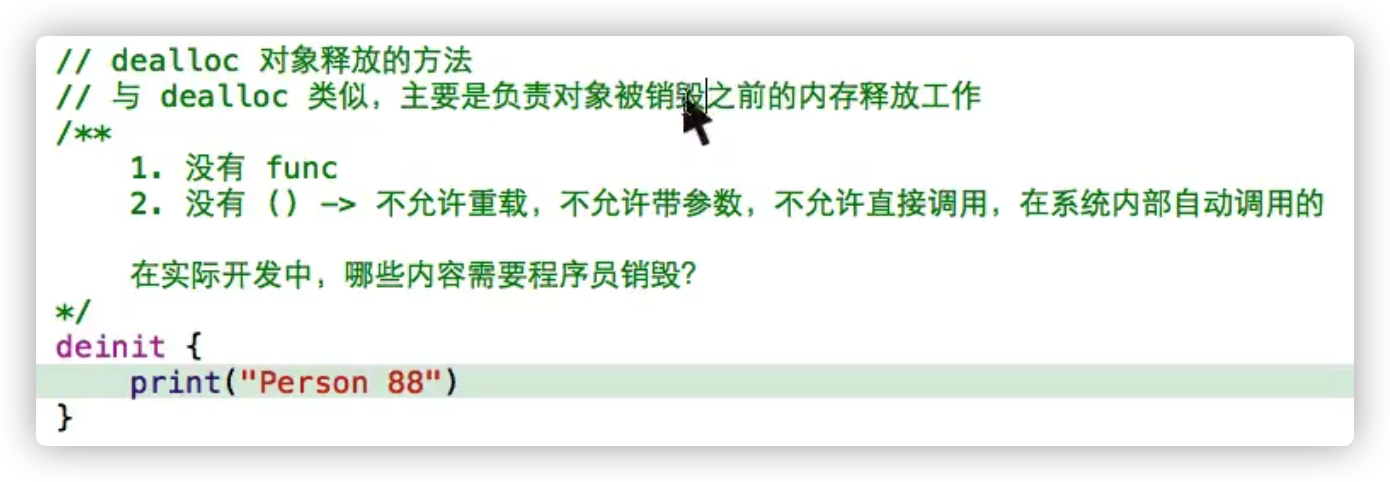 // dealloc 对象释放的方法
// 与 dealloc 类似，主要是负责对象被销毁之前的内存释放工作
/**
1. 没有 func
2. 没有 () -> 不允许重载，不允许带参数，不允许直接调用，在系统内部自动调用的
在实际开发中，哪些内容需要程序员销毁？
*/
deinit {
print("Person 88")
}